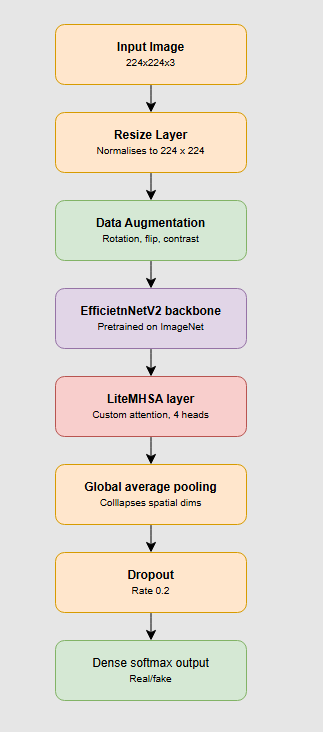 Input Image
224x224x3
Resize Layer
Normalises to 224 x 224
Data Augmentation
Rotation, flip, contrast
EfficietnNetV2 backbone
Pretrained on ImageNet
LiteMHSA layer
Custom attention, 4 heads
Global average pooling
Colllapses spatial dims
Dropout
Rate 0.2
Dense softmax output
Real/fake